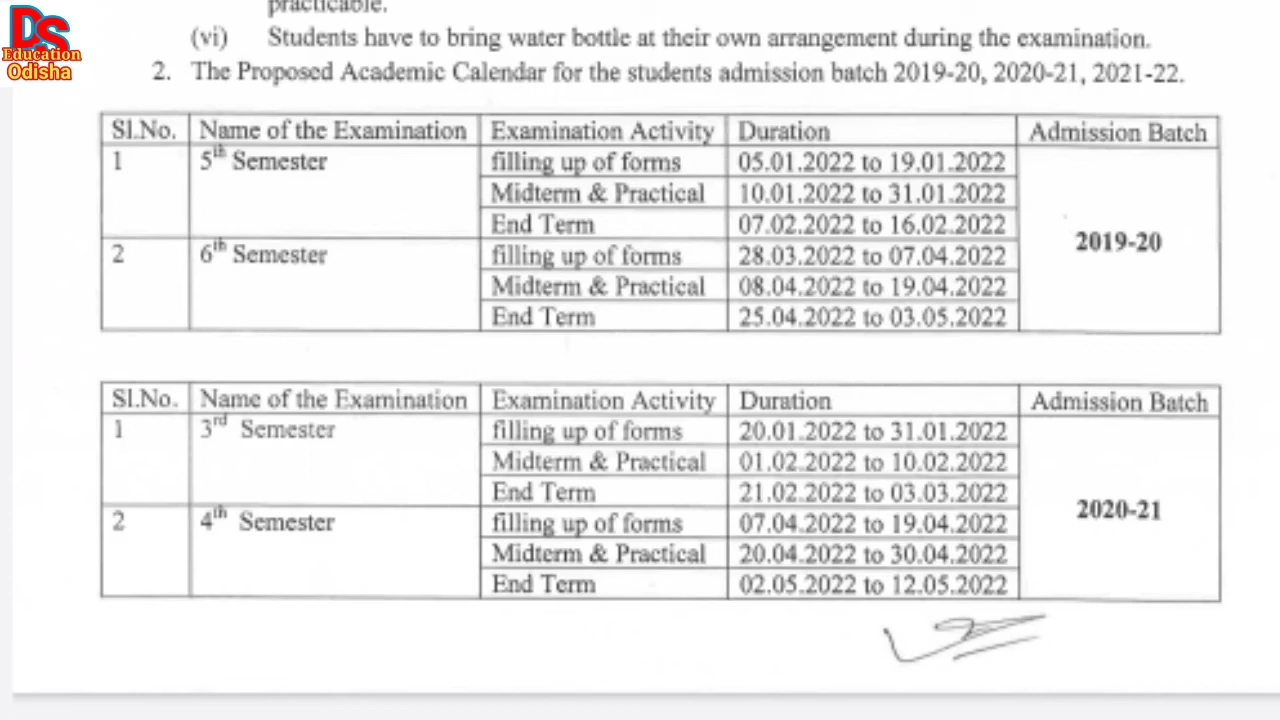 DS
Education
Odisha
practicable.
(vi) Students have to bring water bottle at their own arrangement during the examination.
2. The Proposed Academic Calendar for the students admission batch 2019-20, 2020-21, 2021-22.
Sl.No. Name of the Examination Examination Activity Duration Admission Batch
1 5th Semester filling up of forms 05.01.2022 to 19.01.2022
Midterm & Practical 10.01.2022 to 31.01.2022
End Term 07.02.2022 to 16.02.2022
2019-20
2 6th Semester filling up of forms 28.03.2022 to 07.04.2022
Midterm & Practical 08.04.2022 to 19.04.2022
End Term 25.04.2022 to 03.05.2022
Sl.No. Name of the Examination Examination Activity Duration Admission Batch
1 3rd Semester filling up of forms 20.01.2022 to 31.01.2022
Midterm & Practical 01.02.2022 to 10.02.2022
End Term 21.02.2022 to 03.03.2022
2020-21
2 4th Semester filling up of forms 07.04.2022 to 19.04.2022
Midterm & Practical 20.04.2022 to 30.04.2022
End Term 02.05.2022 to 12.05.2022